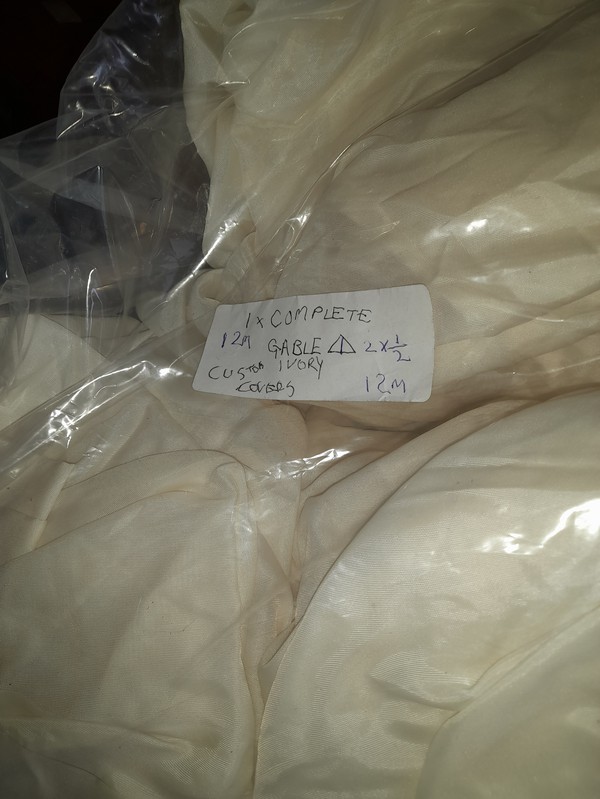 1x COMPLETE
12M GABLE 2x1/2
CUSTOM IVORY
COVERS 12M